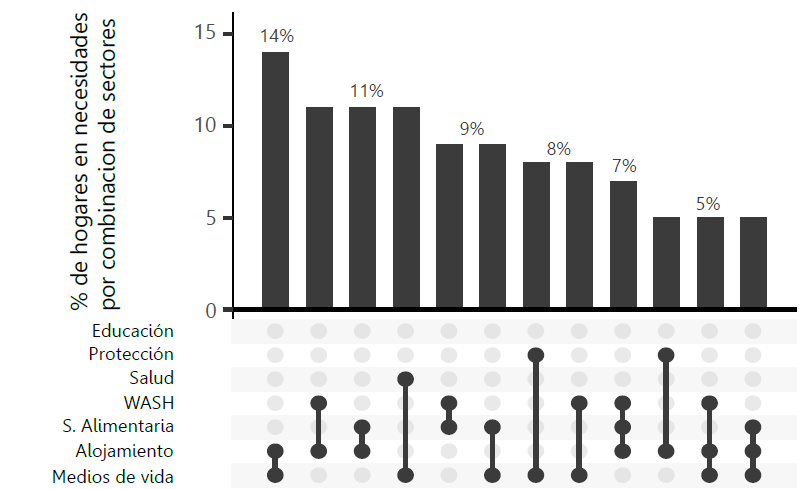 % de hogares en necesidades
por combinacion de sectores
15
10
5
0
14%
11%
9%
8%
7%
5%
Educación
Protección
Salud
WASH
S. Alimentaria
Alojamiento
Medios de vida